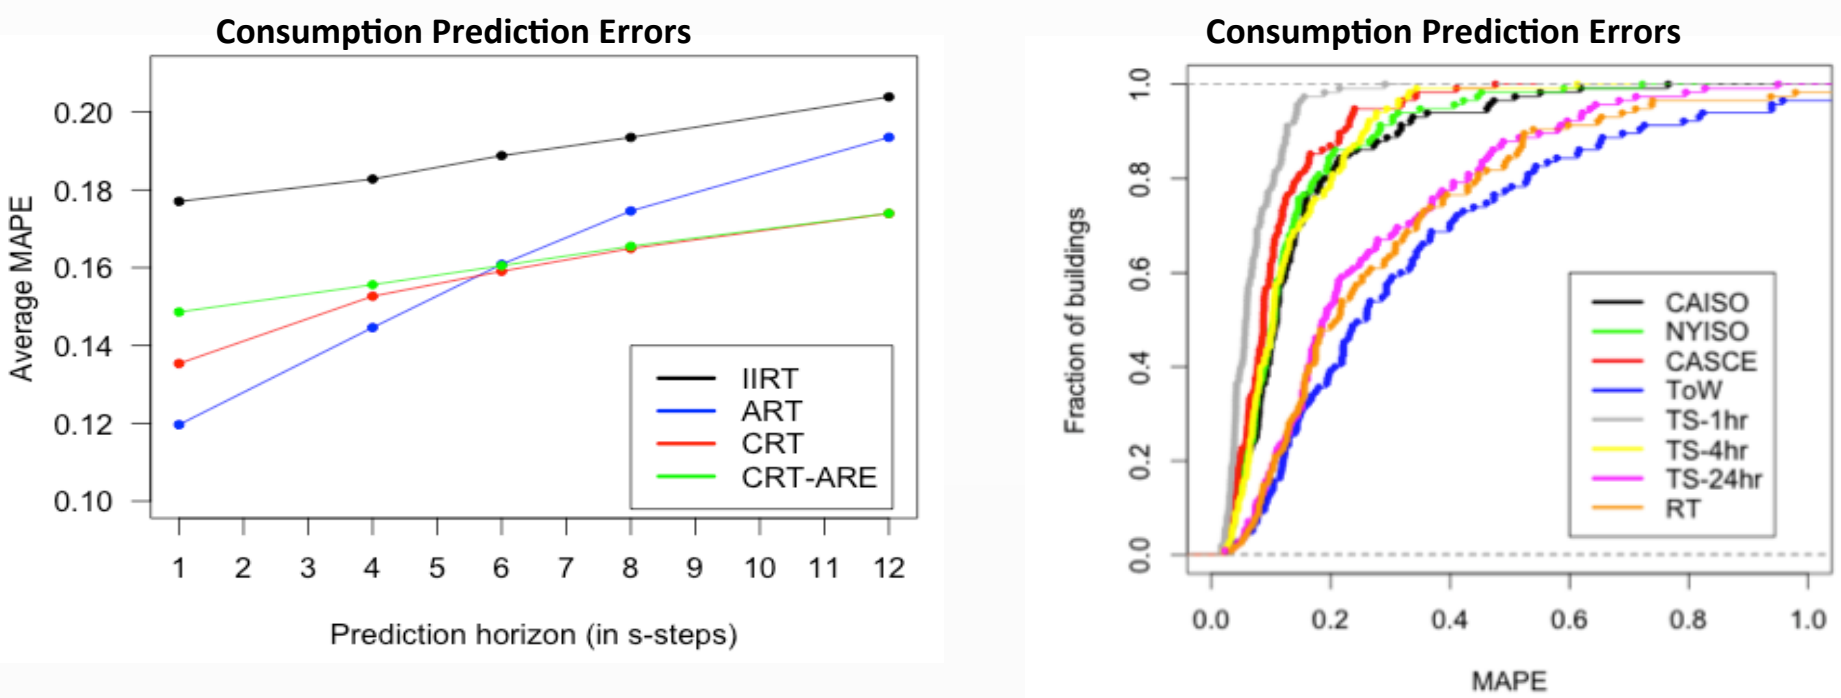 Consumption Prediction Errors
Average MAPE
0.20
0.18
0.16
0.14
0.12
0.10
IIRT
ART
CRT
CRT-ARE
1 2 3 4 5 6 7 8 9 10 11 12
Prediction horizon (in s-steps)
Consumption Prediction Errors
Fraction of buildings
1.0
0.8
0.6
0.4
0.2
0.0
CAISO
NYISO
CASCE
ToW
TS-1hr
TS-4hr
TS-24hr
RT
0.0 0.2 0.4 0.6 0.8 1.0
MAPE